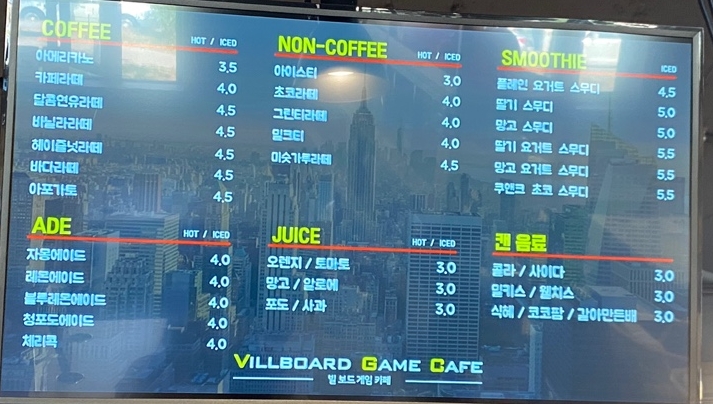 COFFEE HOT / ICED
아메리카노 3.5
카페라떼 4.0
달콤연유라떼 4.5
바닐라라떼 4.5
헤이즐넛라떼 4.5
바다라떼 4.5
아포가토 4.5
NON-COFFEE HOT / ICED
아이스티 3.0
초코라떼 4.0
그린티라떼 4.0
밀크티 4.0
미숫가루라떼 4.5
SMOOTHIE ICED
플레인 요거트 스무디 4.5
딸기 스무디 5.0
망고 스무디 5.0
딸기 요거트 스무디 5.5
망고 요거트 스무디 5.5
쿠앤크 초코 스무디 5.5
ADE HOT / ICED
자몽에이드 4.0
레몬에이드 4.0
블루레몬에이드 4.0
청포도에이드 4.0
체리콕 4.0
JUICE HOT / ICED
오렌지 / 토마토 3.0
망고 / 알로에 3.0
포도 / 사과 3.0
캔 음료
콜라 / 사이다 3.0
밀키스 / 웰치스 3.0
식혜 / 코코팜 / 갈아만든배 3.0
VILLBOARD GAME CAFE
빌보드게임카페